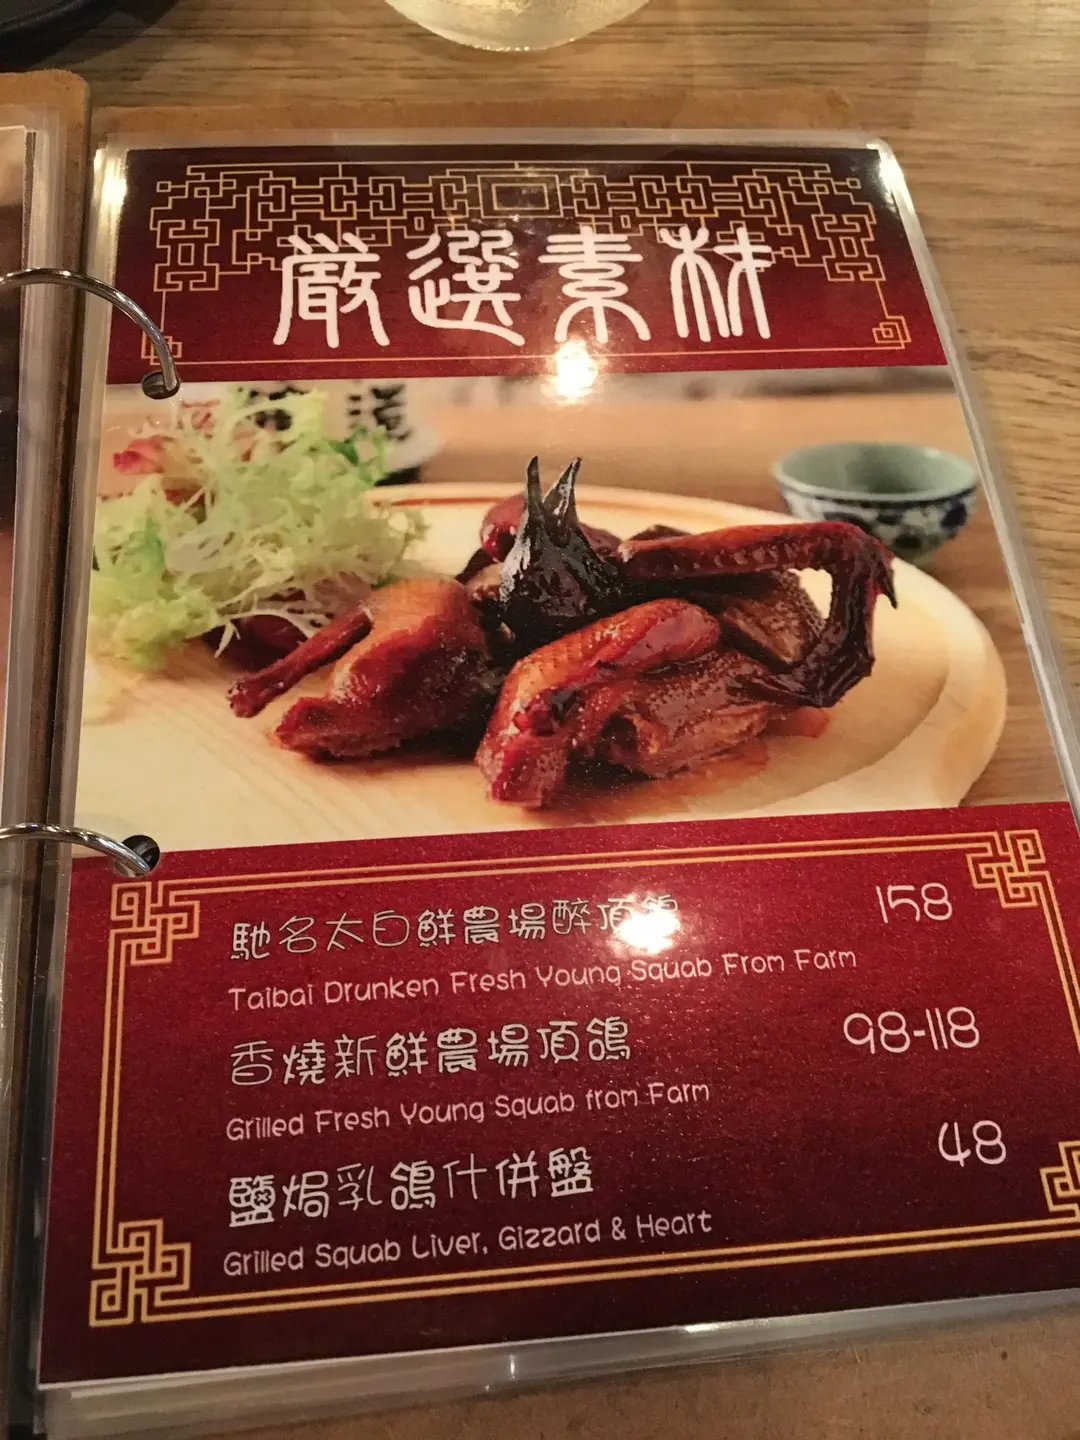 厳選素材
馳名太白鮮農場醉頂鴿 158
Taibai Drunken Fresh Young Squab From Farm
香燒新鮮農場頂鴿 98-118
Grilled Fresh Young Squab from Farm
鹽焗乳鴿什併盤 48
Grilled Squab Liver, Gizzard & Heart